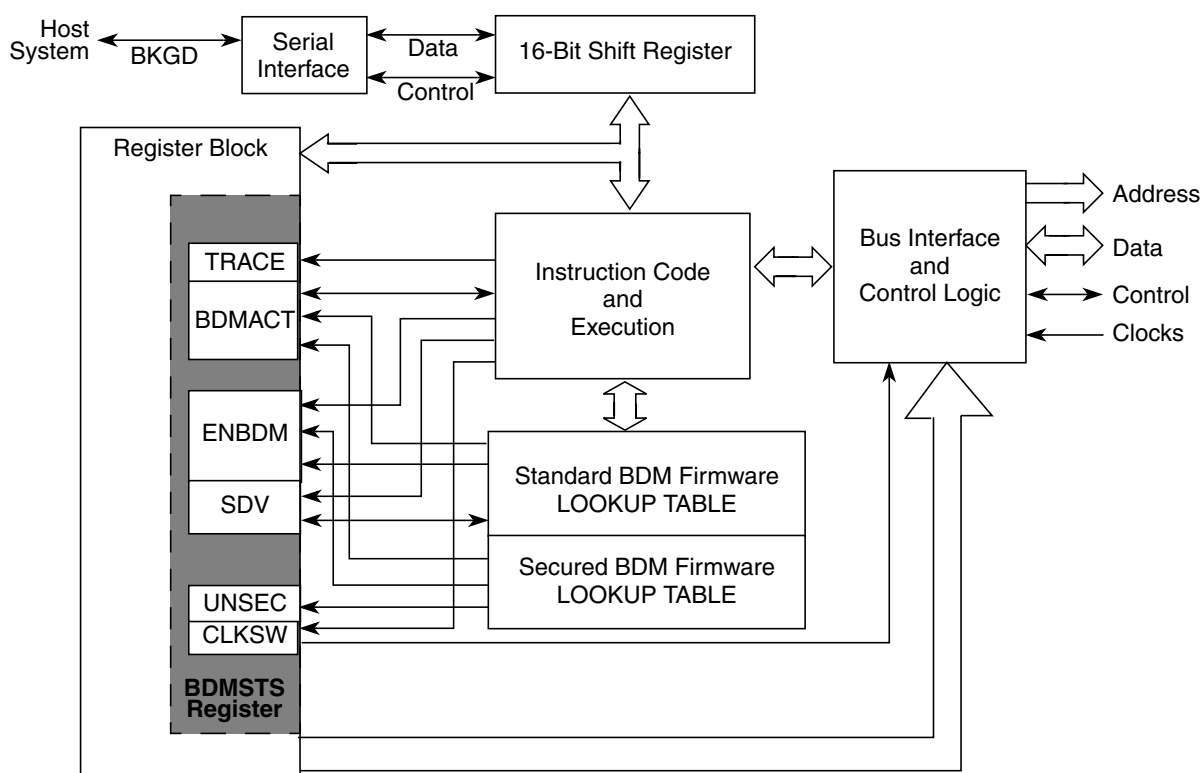 Host
System
BKGD
Serial
Interface
Data
Control
16-Bit Shift Register
Register Block
TRACE
BDMACT
ENBDM
SDV
UNSEC
CLKSW
BDMSTS
Register
Instruction Code
and
Execution
Standard BDM Firmware
LOOKUP TABLE
Secured BDM Firmware
LOOKUP TABLE
Bus Interface
and
Control Logic
Address
Data
Control
Clocks